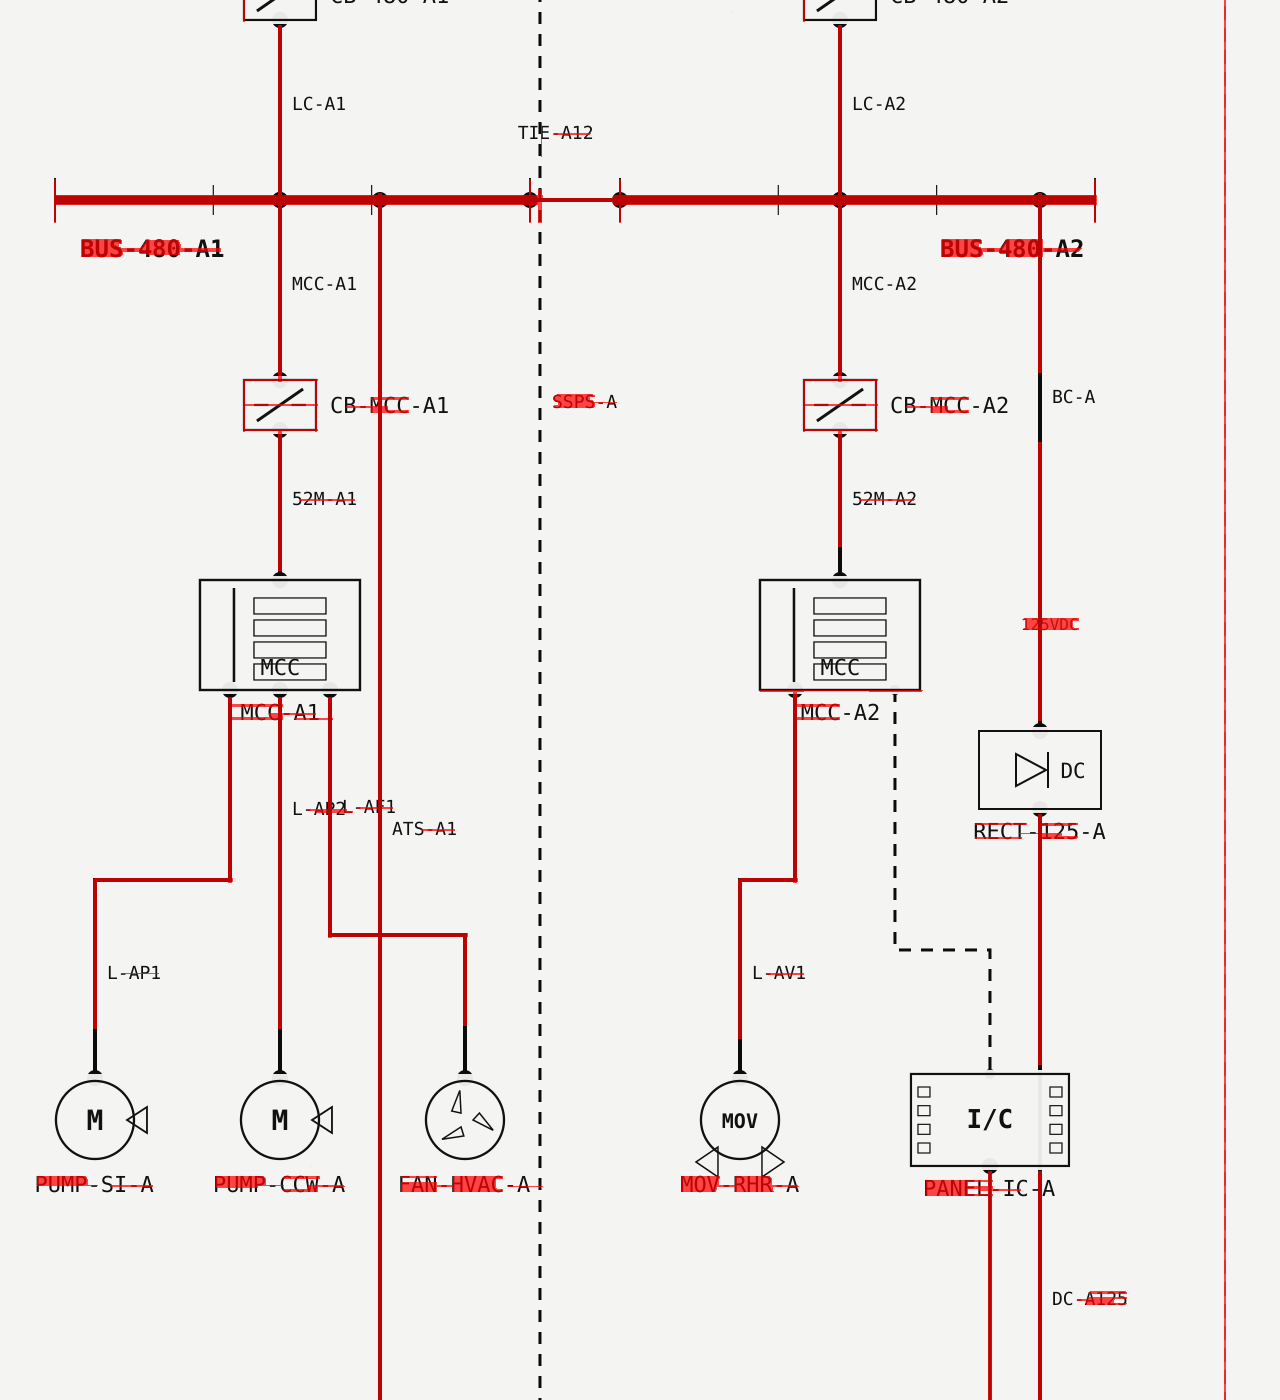 CB-480-A1
CB-480-A2
LC-A1
LC-A2
TIE-A12
BUS-480-A1
BUS-480-A2
MCC-A1
MCC-A2
BC-A
SSPS-A
CB-MCC-A1
CB-MCC-A2
52M-A1
52M-A2
125VDC
MCC
MCC
MCC-A1
MCC-A2
DC
L-AP2
L-AF1
ATS-A1
RECT-125-A
L-AP1
L-AV1
M
M
MOV
I/C
PUMP-SI-A
PUMP-CCW-A
FAN-HVAC-A
MOV-RHR-A
PANEL-IC-A
DC-A125